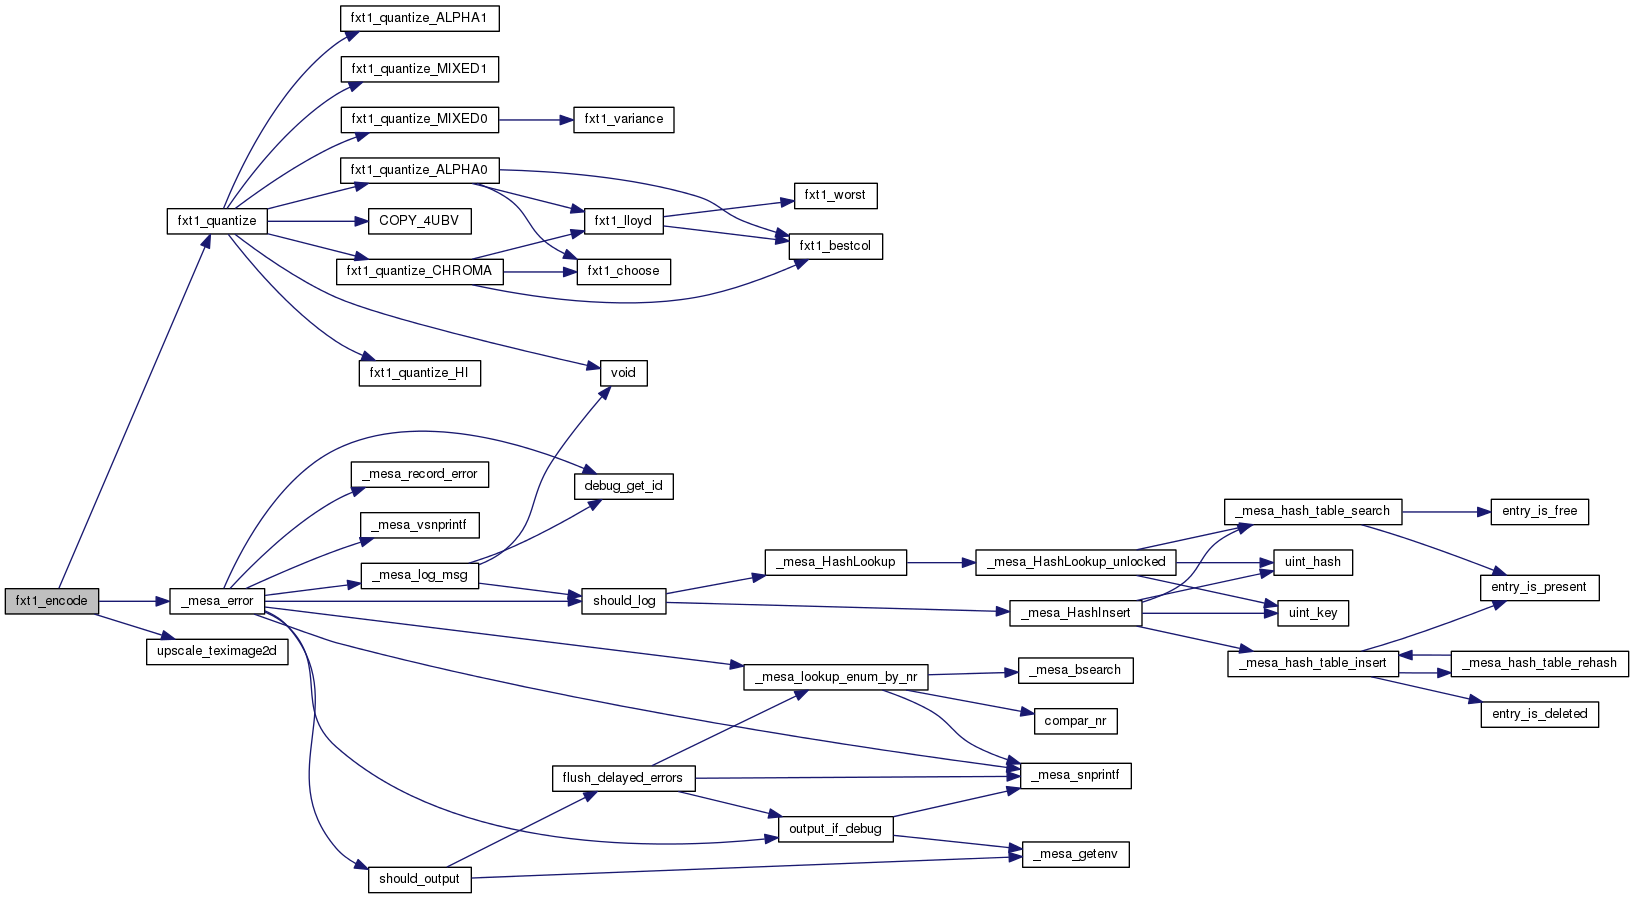 fxt1_quantize_ALPHA1
fxt1_quantize_MIXED1
fxt1_quantize_MIXED0
fxt1_variance
fxt1_quantize_ALPHA0
fxt1_worst
fxt1_quantize
COPY_4UBV
fxt1_lloyd
fxt1_bestcol
fxt1_quantize_CHROMA
fxt1_choose
fxt1_quantize_HI
void
_mesa_record_error
debug_get_id
_mesa_vsnprintf
_mesa_hash_table_search
entry_is_free
_mesa_log_msg
_mesa_HashLookup
_mesa_HashLookup_unlocked
uint_hash
entry_is_present
fxt1_encode
_mesa_error
should_log
_mesa_HashInsert
uint_key
upscale_teximage2d
_mesa_hash_table_insert
_mesa_hash_table_rehash
_mesa_lookup_enum_by_nr
_mesa_bsearch
compar_nr
entry_is_deleted
flush_delayed_errors
_mesa_snprintf
output_if_debug
_mesa_getenv
should_output